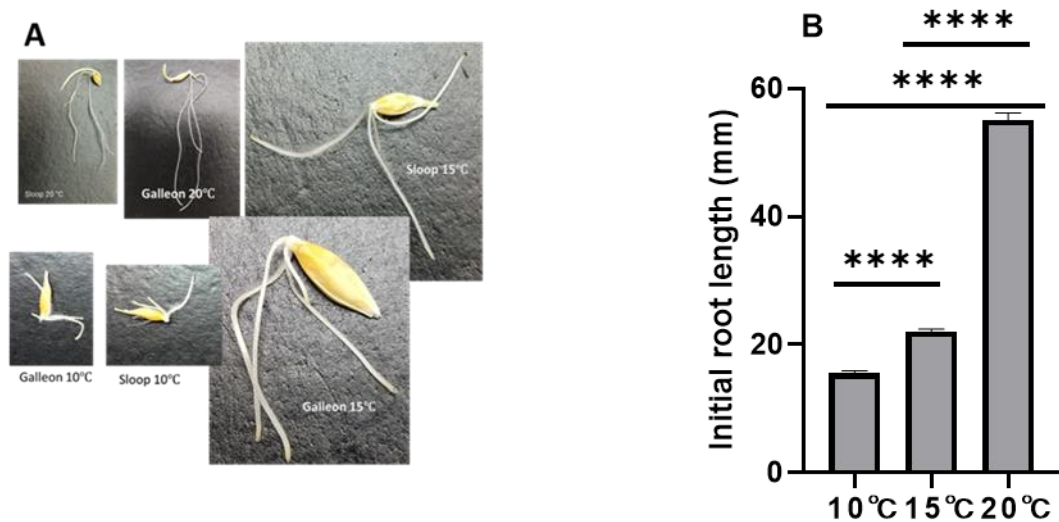 A
Sloop 20 °C
Galleon 20℃
Sloop 15℃
Galleon 10℃
Sloop 10℃
Galleon 15℃
B
****
****
****
Initial root length (mm)
60
40
20
0
10℃ 15℃ 20℃